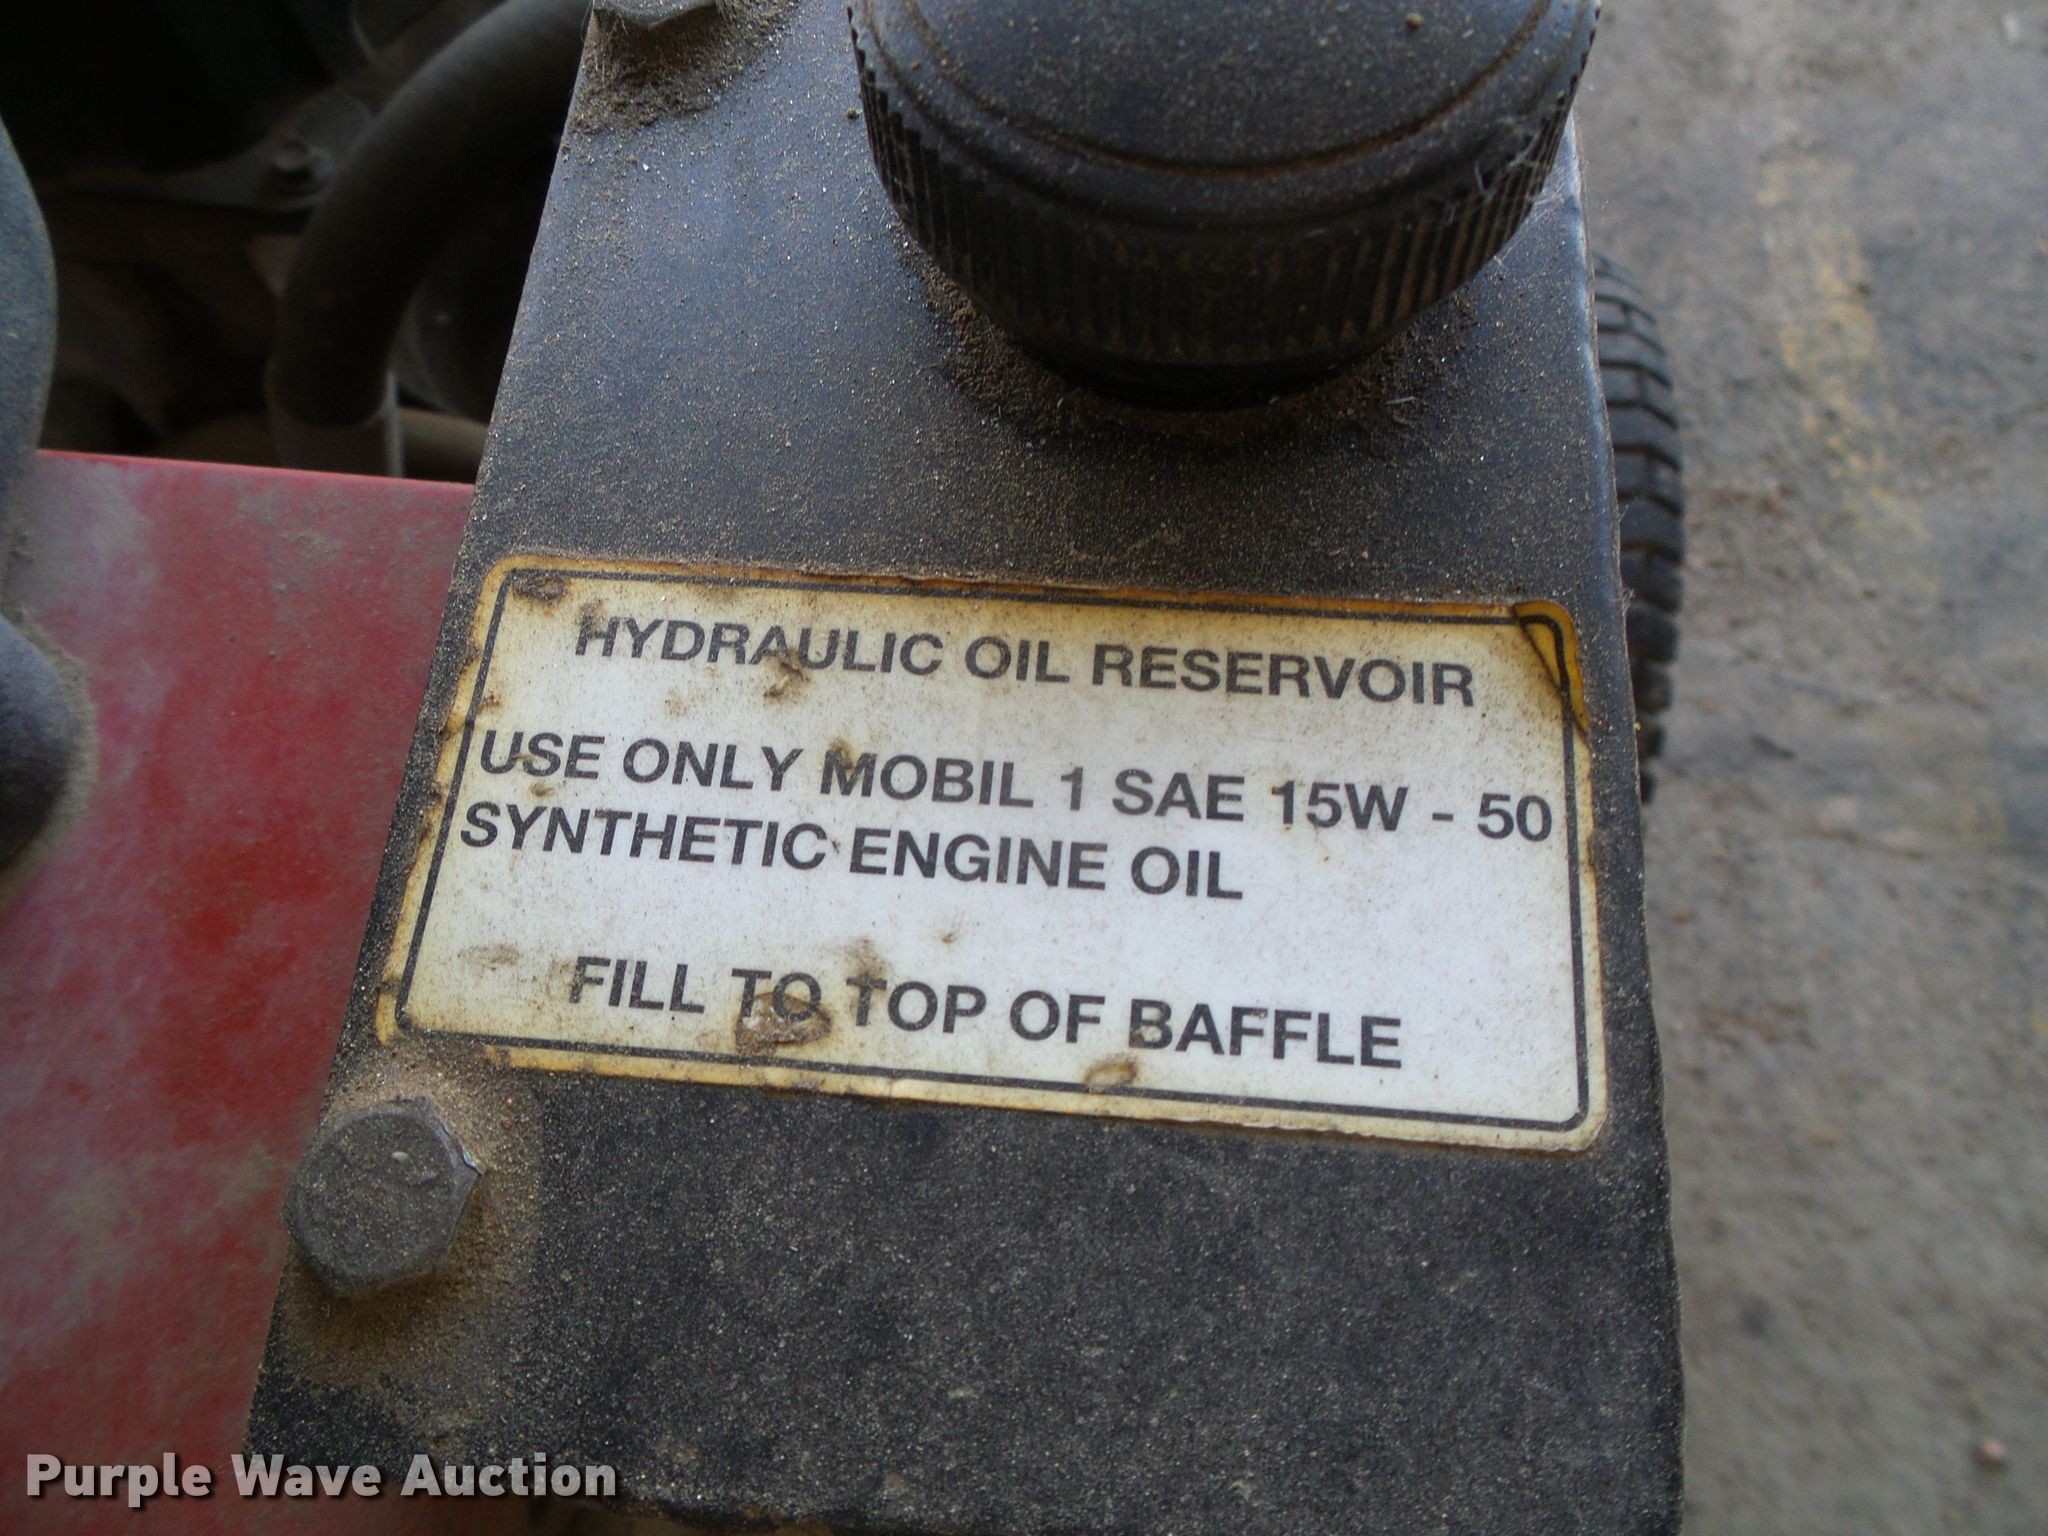 HYDRAULIC OIL RESERVOIR
USE ONLY MOBIL 1 SAE 15W - 50
SYNTHETIC ENGINE OIL
FILL TO TOP OF BAFFLE
Purple Wave Auction